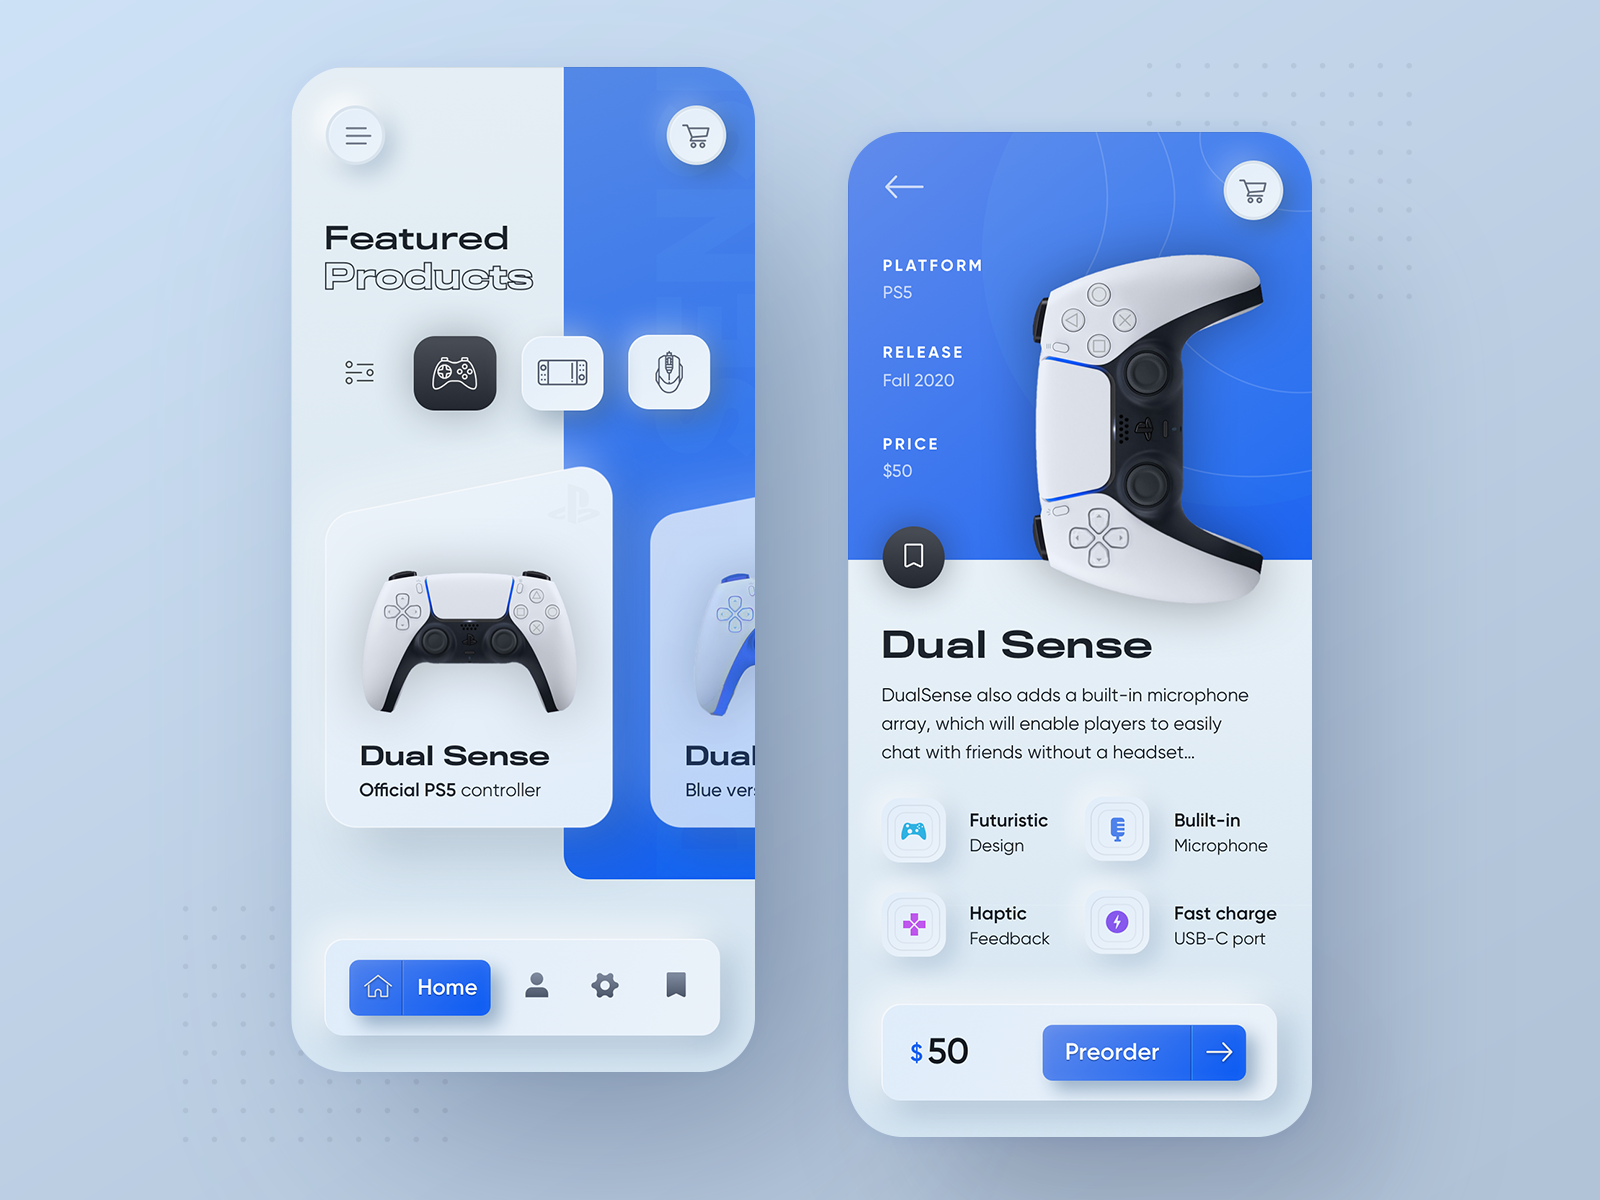 Featured
Products
Dual Sense
Official PS5 controller
Dual
Blue ver
Home
PLATFORM
PS5
RELEASE
Fall 2020
PRICE
$50
Dual Sense
DualSense also adds a built-in microphone
array, which will enable players to easily
chat with friends without a headset...
Futuristic
Design
Bulilt-in
Microphone
Haptic
Feedback
Fast charge
USB-C port
$ 50
Preorder